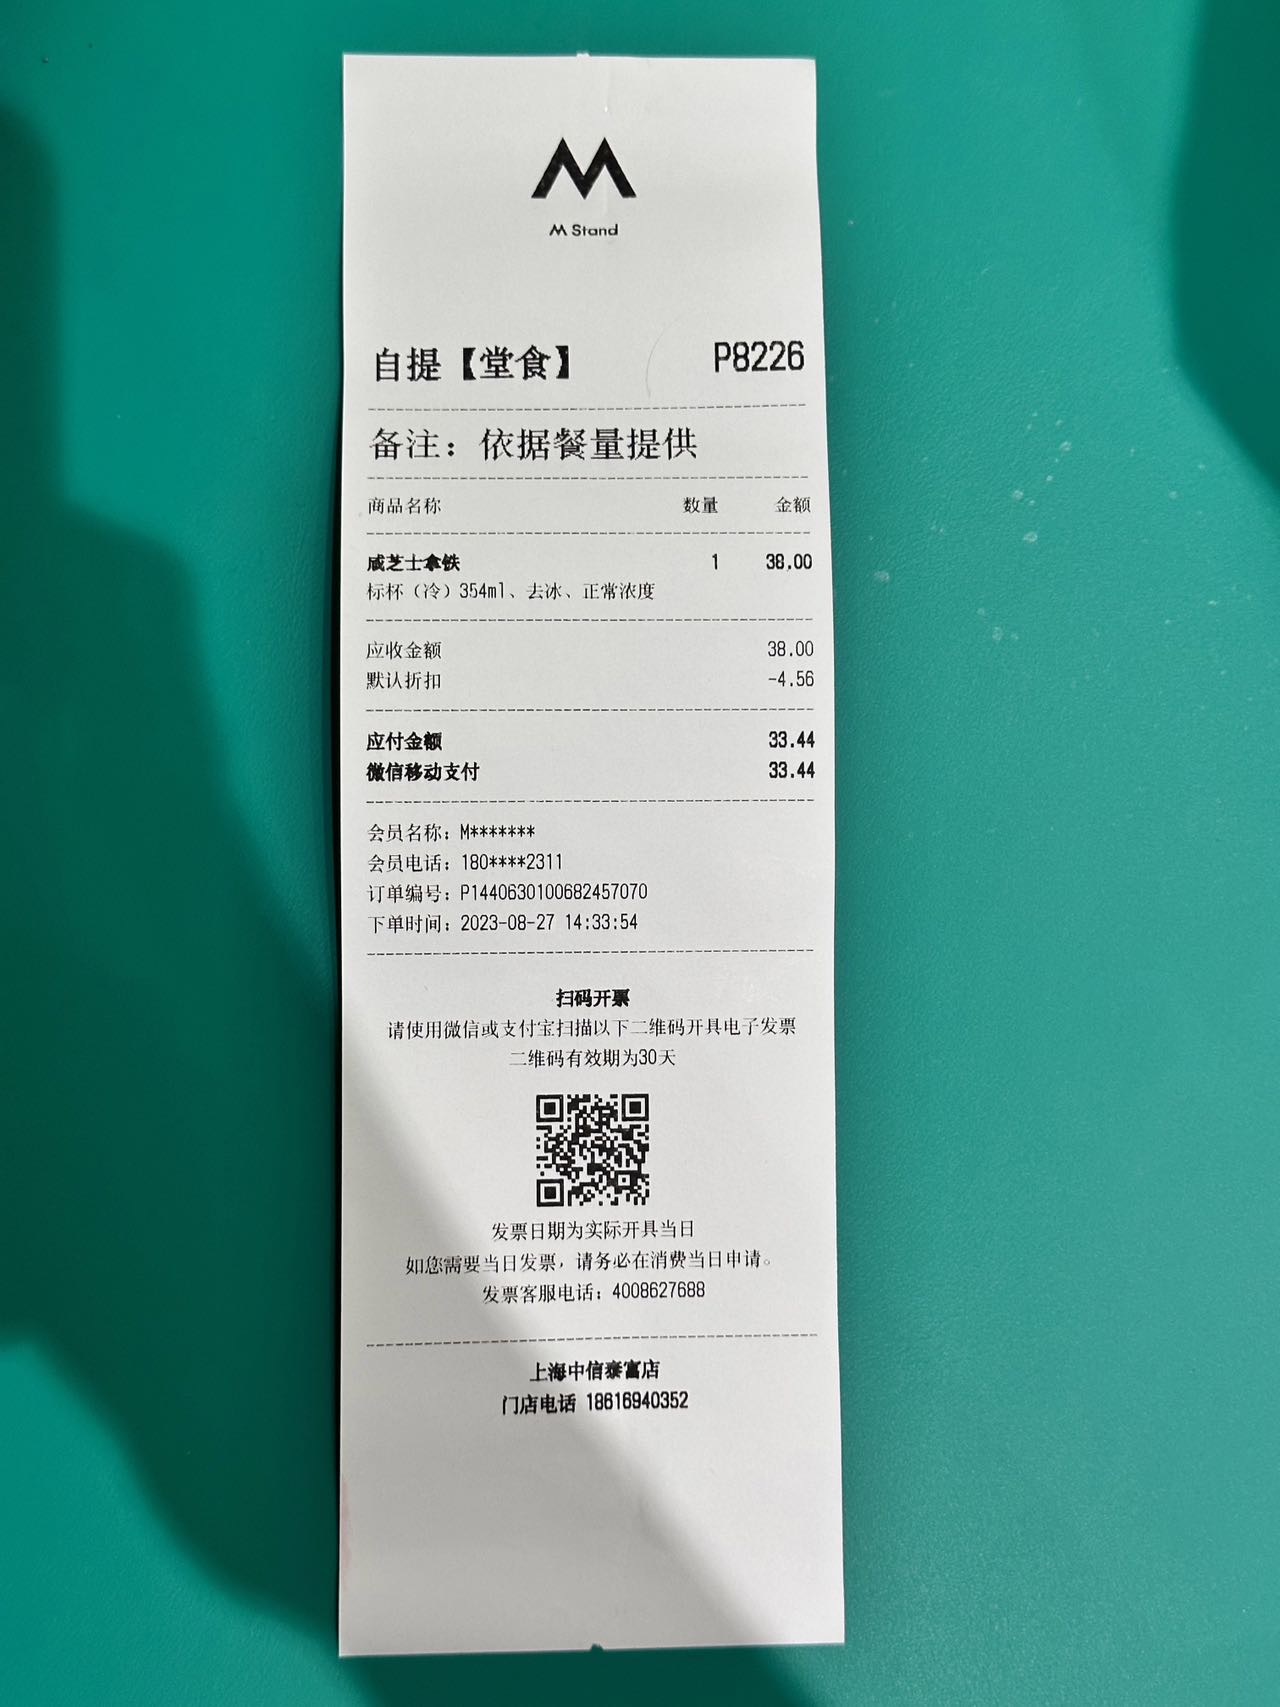 M Stand
自提【堂食】 P8226
备注：依据餐量提供
商品名称 数量 金额
咸芝士拿铁 1 38.00
标杯（冷）354ml、去冰、正常浓度
应收金额 38.00
默认折扣 -4.56
应付金额 33.44
微信移动支付 33.44
会员名称：M*******
会员电话：180****2311
订单编号：P1440630100682457070
下单时间：2023-08-27 14:33:54
扫码开票
请使用微信或支付宝扫描以下二维码开具电子发票
二维码有效期为30天
发票日期为实际开具当日
如您需要当日发票，请务必在消费当日申请。
发票客服电话：4008627688
上海中信泰富店
门店电话 18616940352